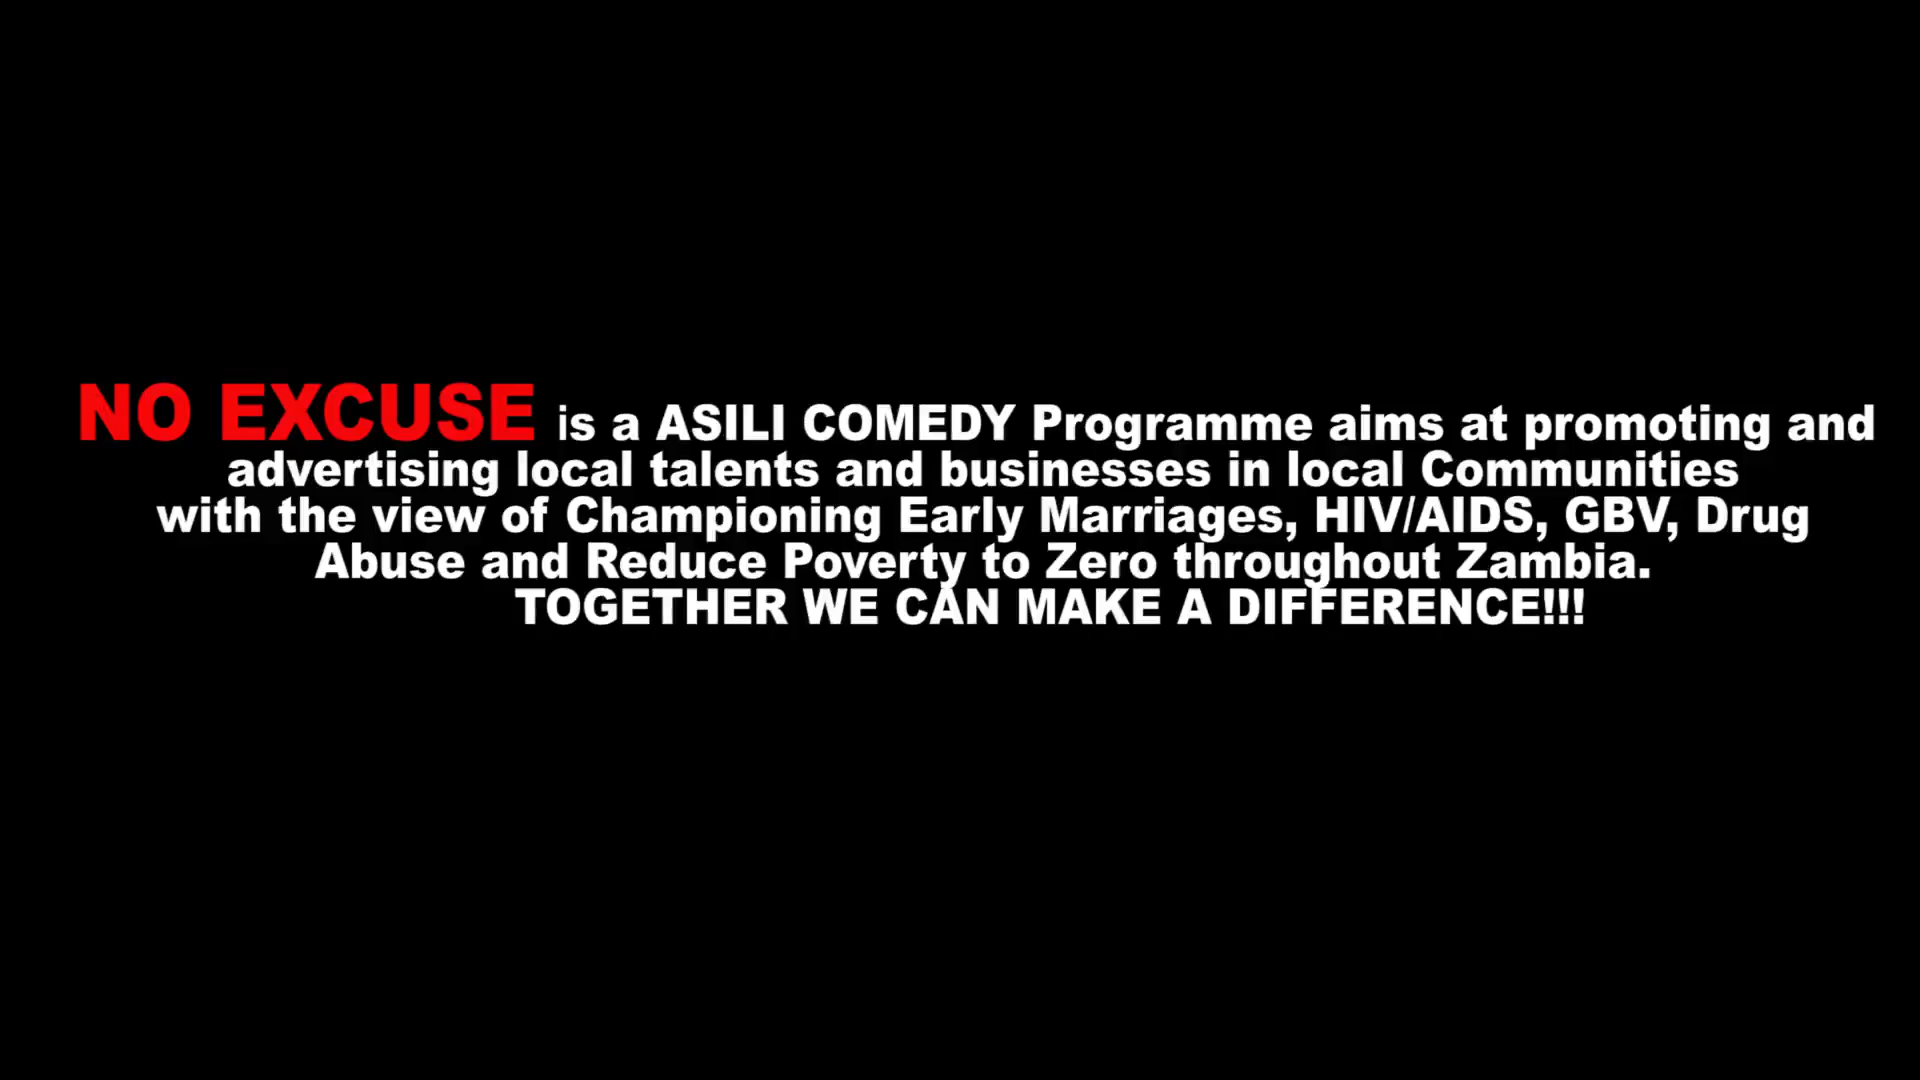 NO EXCUSE is a ASILI COMEDY Programme aims at promoting and
advertising local talents and businesses in local Communities
with the view of Championing Early Marriages, HIV/AIDS, GBV, Drug
Abuse and Reduce Poverty to Zero throughout Zambia.
TOGETHER WE CAN MAKE A DIFFERENCE!!!